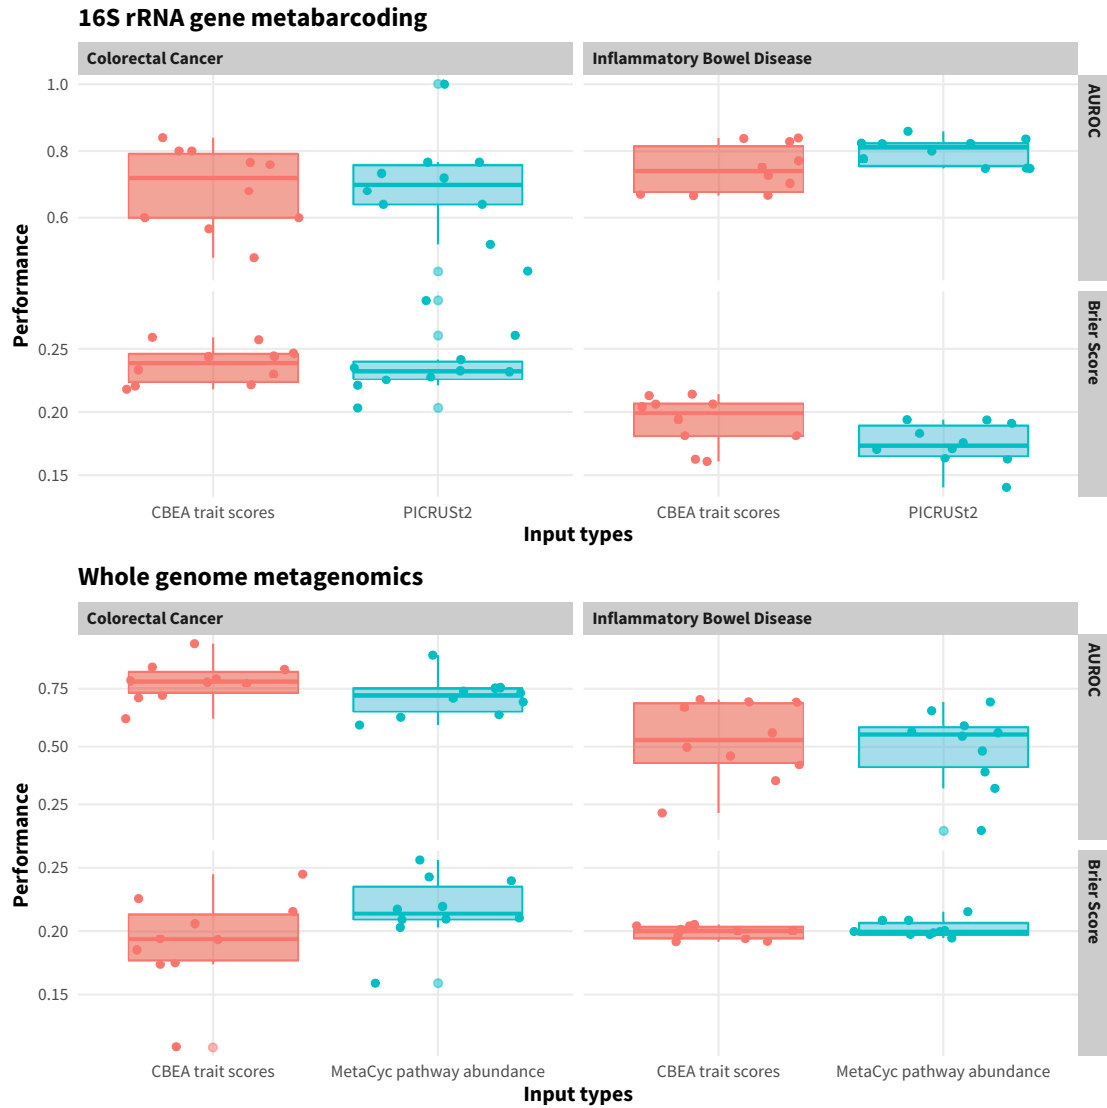 16S rRNA gene metabarcoding
Colorectal Cancer
Inflammatory Bowel Disease
Performance
1.0
0.8
0.6
AUROC
0.25
0.20
0.15
Brier Score
CBEA trait scores
PICRUSt2
CBEA trait scores
PICRUSt2
Input types
Whole genome metagenomics
Colorectal Cancer
Inflammatory Bowel Disease
Performance
0.75
0.50
0.25
AUROC
0.25
0.20
0.15
Brier Score
CBEA trait scores
MetaCyc pathway abundance
CBEA trait scores
MetaCyc pathway abundance
Input types